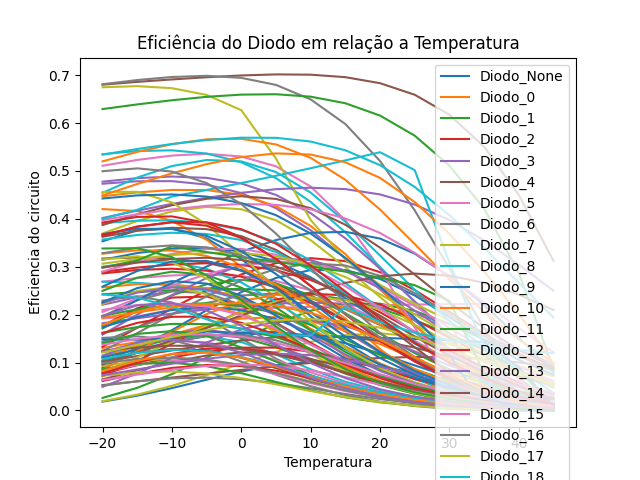 Eficiência do Diodo em relação a Temperatura
Eficiencia do circuito
0.7
0.6
0.5
0.4
0.3
0.2
0.1
0.0
−20
−10
0
10
20
30
40
Temperatura
Diodo_None
Diodo_0
Diodo_1
Diodo_2
Diodo_3
Diodo_4
Diodo_5
Diodo_6
Diodo_7
Diodo_8
Diodo_9
Diodo_10
Diodo_11
Diodo_12
Diodo_13
Diodo_14
Diodo_15
Diodo_16
Diodo_17
Diodo_18